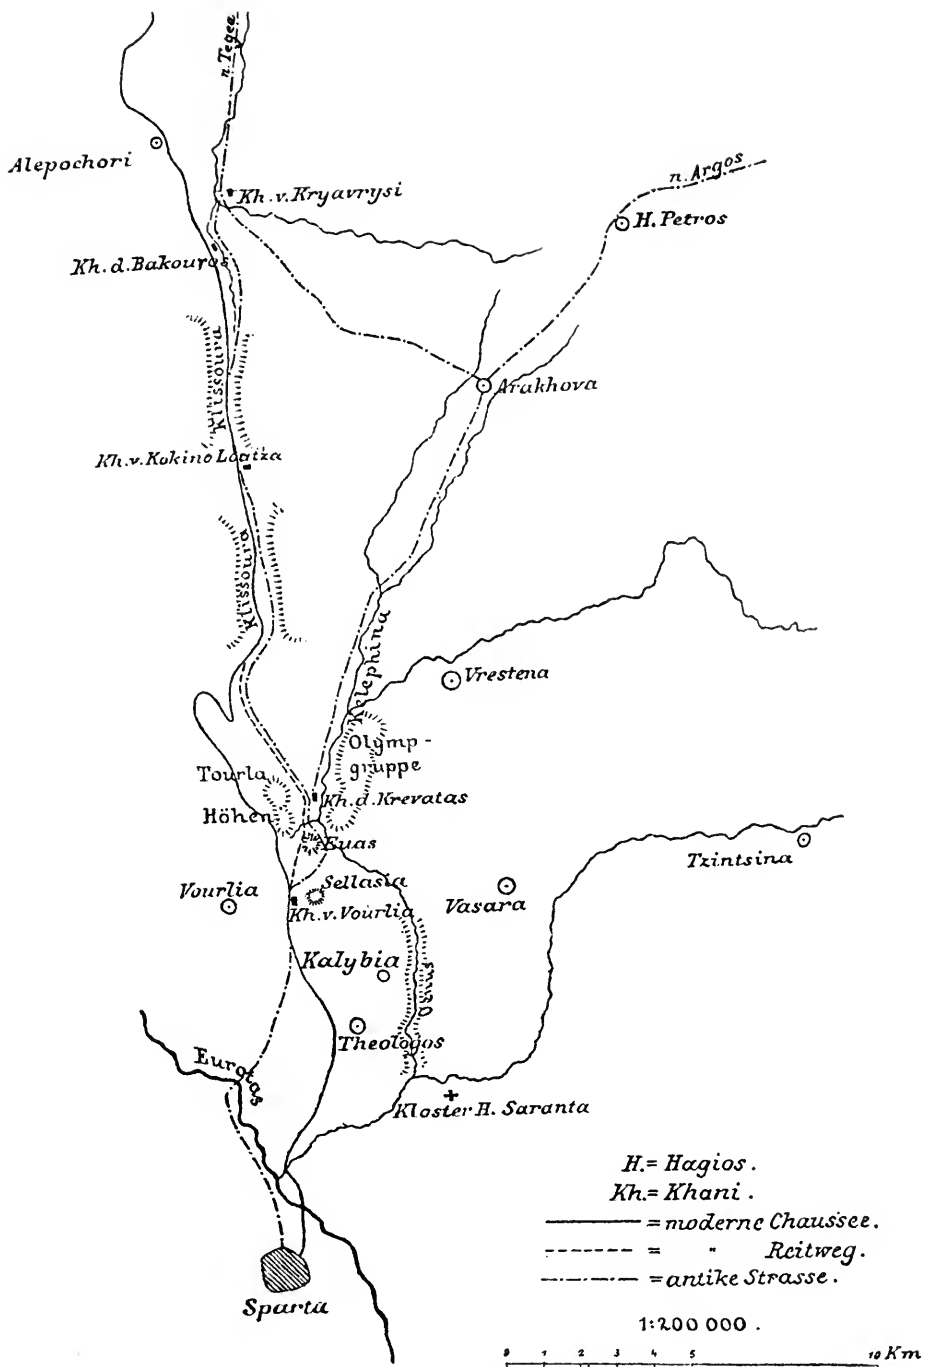 n. Tegea
Alepochori
n. Argos
Kh. v. Kryavrysi
H. Petros
Kh. d. Bakouros
Klissoura
Arakhova
Kh. v. Kokino Loutza
Klissoura
Kelephina
Vrestena
Olymp-
gruppe
Tourla
Höhen
Kh. d. Krevatas
Euas
Tzintsina
Sellasia
Vourlia
Vasara
Kh. v. Vourlia
Kalybia
Theologos
Eurotas
Kloster H. Saranta
H. = Hagios.
Kh. = Khani.
= moderne Chaussee.
= " Reitweg.
= antike Strasse.
Sparta
1:200 000.
0 1 2 3 4 5 10 Km